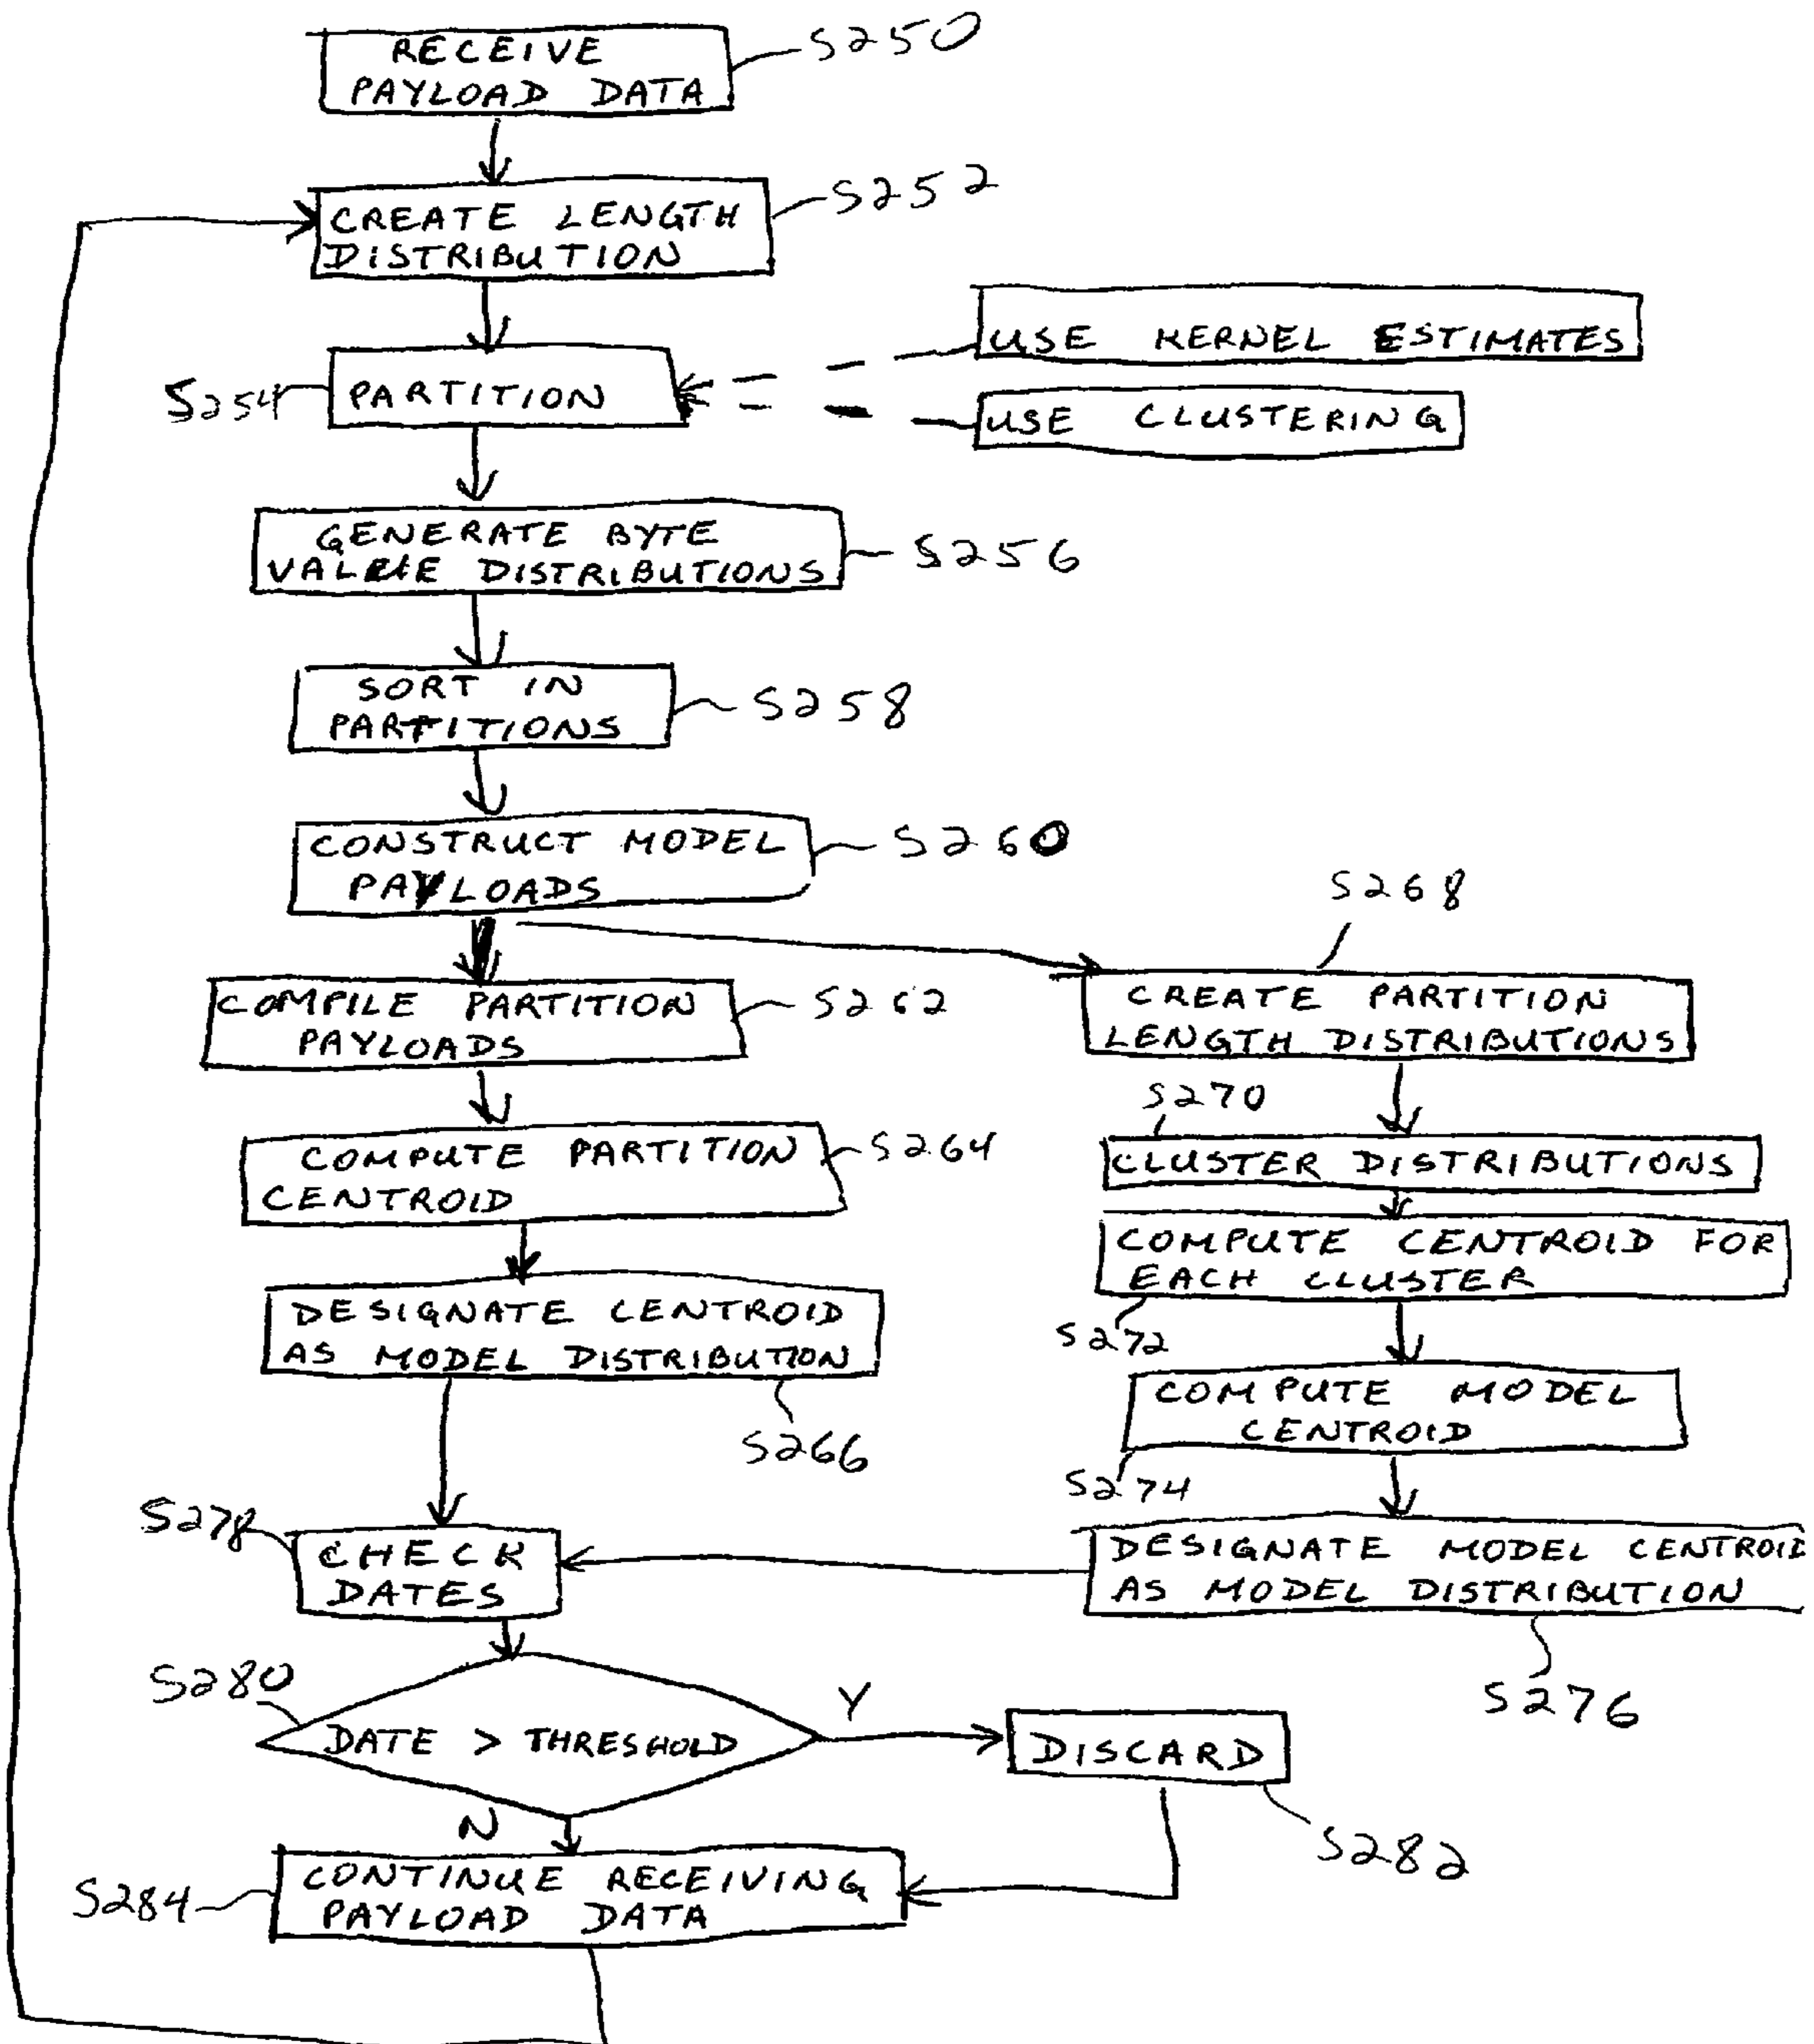 RECEIVE
PAYLOAD DATA
S250
CREATE LENGTH
DISTRIBUTION
S252
USE KERNEL ESTIMATES
S254
PARTITION
USE CLUSTERING
GENERATE BYTE
VALUE DISTRIBUTIONS
S256
SORT IN
PARTITIONS
S258
CONSTRUCT MODEL
PAYLOADS
S260
S268
COMPILE PARTITION
PAYLOADS
S262
CREATE PARTITION
LENGTH DISTRIBUTIONS
S270
COMPUTE PARTITION
CENTROID
S264
CLUSTER DISTRIBUTIONS
COMPUTE CENTROID FOR
EACH CLUSTER
S272
DESIGNATE CENTROID
AS MODEL DISTRIBUTION
S266
COMPUTE MODEL
CENTROID
S274
S278
CHECK
DATES
DESIGNATE MODEL CENTROID
AS MODEL DISTRIBUTION
S276
S280
DATE > THRESHOLD
Y
DISCARD
S282
N
S284
CONTINUE RECEIVING
PAYLOAD DATA